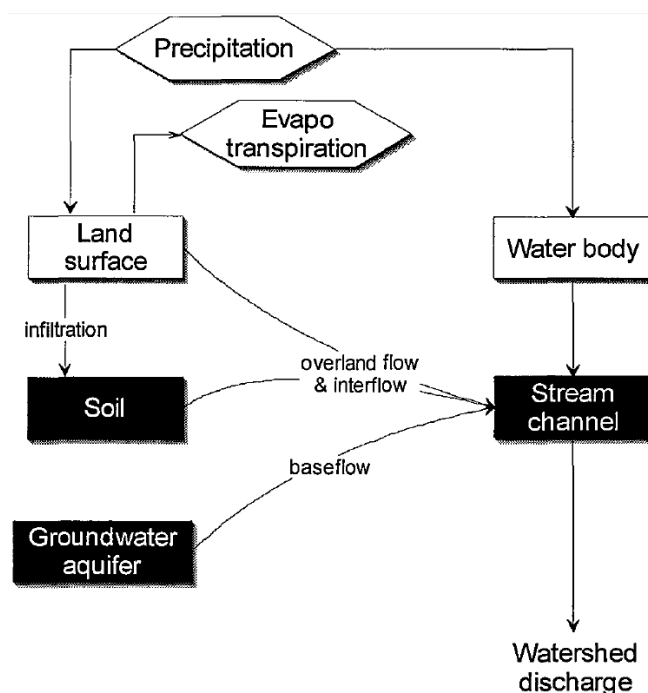 Precipitation
Evapo
transpiration
Land
surface
Water body
infiltration
overland flow
& interflow
Soil
Stream
channel
baseflow
Groundwater
aquifer
Watershed
discharge